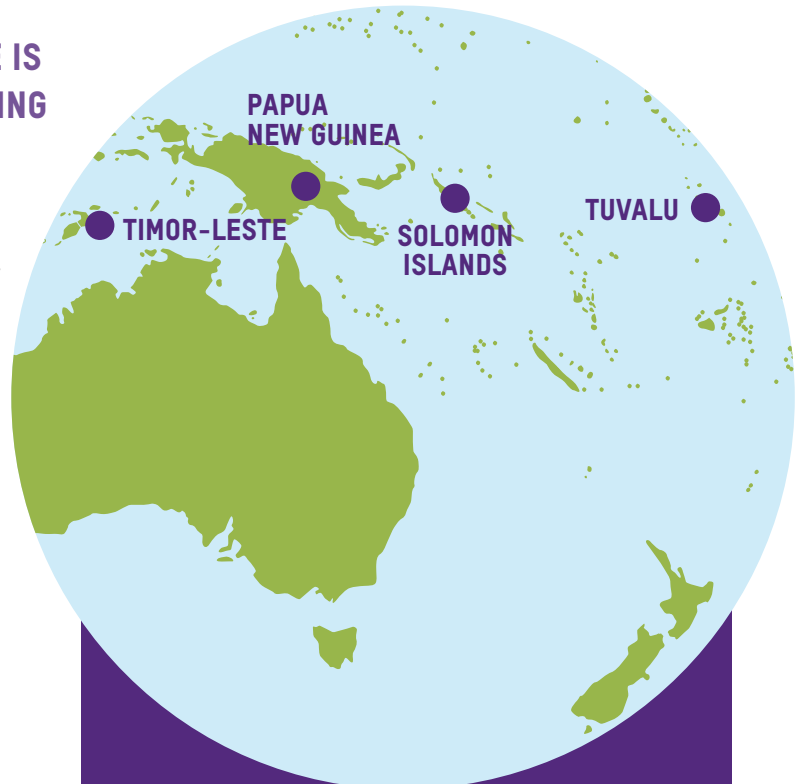 IS
ING
PAPUA
NEW GUINEA
TIMOR-LESTE
SOLOMON
ISLANDS
TUVALU